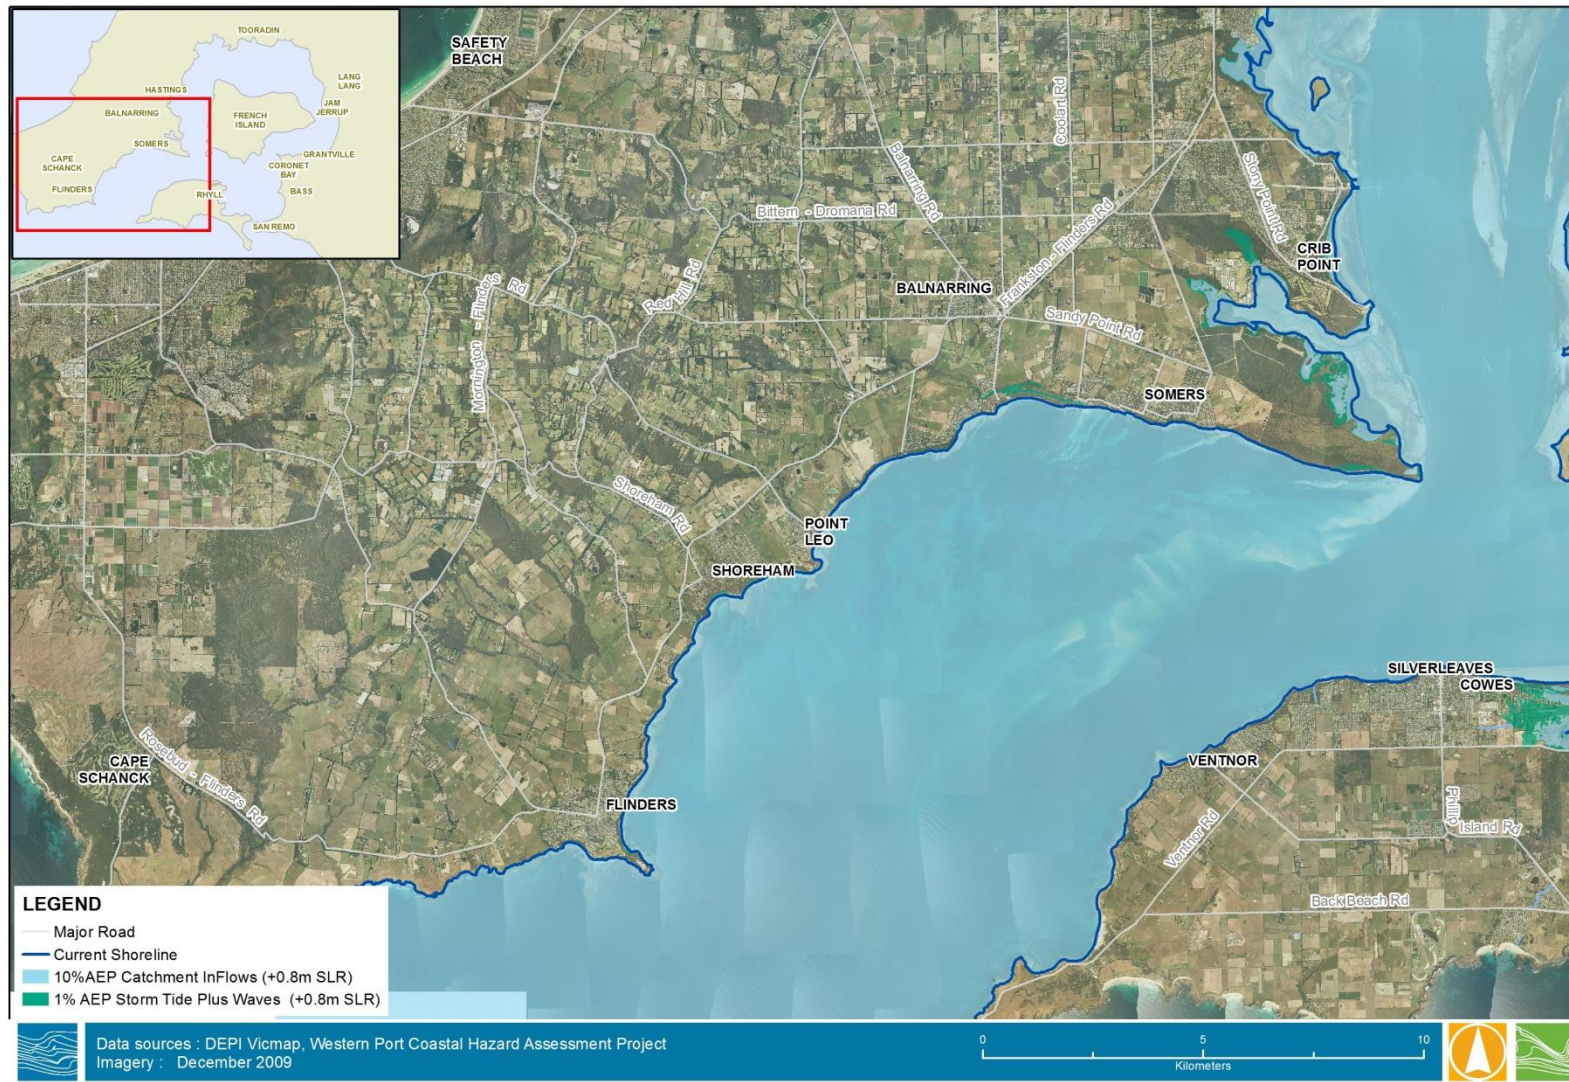 TOORADIN
LANG
LANG
HASTINGS
JAM
JERRUP
BALNARRING
FRENCH
ISLAND
SOMERS
GRANTVILLE
CAPE
SCHANCK
CORONET
BAY
FLINDERS
RHYLL
BASS
SAN REMO
SAFETY
BEACH
Coolart Rd
Balnarring Rd
Stony Point Rd
Bittern - Dromana Rd
Frankston - Flinders Rd
CRIB
POINT
Mornington - Flinders Rd
Red Hill Rd
BALNARRING
Sandy Point Rd
SOMERS
Shoreham Rd
POINT
LEO
SHOREHAM
SILVERLEAVES
COWES
CAPE
SCHANCK
Rosebud - Flinders Rd
VENTNOR
FLINDERS
Ventnor Rd
Phillip Island Rd
Back Beach Rd
LEGEND
Major Road
Current Shoreline
10%AEP Catchment InFlows (+0.8m SLR)
1% AEP Storm Tide Plus Waves (+0.8m SLR)
Data sources : DEPI Vicmap, Western Port Coastal Hazard Assessment Project
Imagery : December 2009
0 5 10
Kilometers